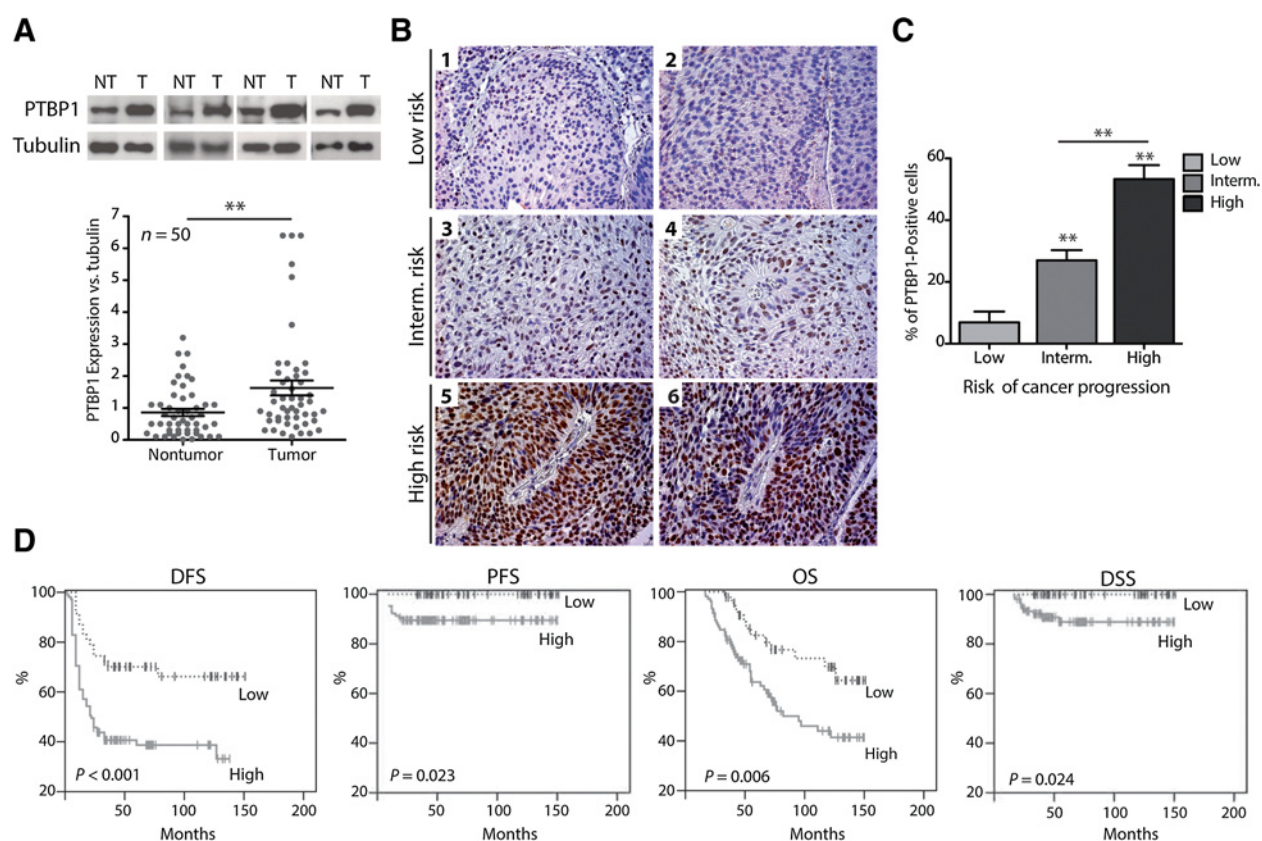 A
NT T NT T NT T NT T
PTBP1
Tubulin
PTBP1 Expression vs. tubulin
7
6
5
4
3
2
1
0
**
n = 50
Nontumor Tumor
B
Low risk
1 2
Interm. risk
3 4
High risk
5 6
C
% of PTBP1-Positive cells
60
40
20
0
**
**
**
Low
Interm.
High
Low Interm. High
Risk of cancer progression
D
DFS
%
100
80
60
40
20
Low
High
P < 0.001
50 100 150 200
Months
PFS
%
100
80
60
40
20
Low
High
P = 0.023
50 100 150 200
Months
OS
%
100
80
60
40
20
Low
High
P = 0.006
50 100 150 200
Months
DSS
%
100
80
60
40
20
Low
High
P = 0.024
50 100 150 200
Months